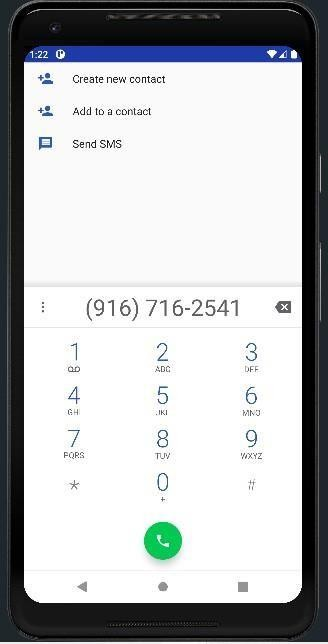 1:22
Create new contact
Add to a contact
Send SMS
(916) 716-2541
1 2 3
ABC DEF
4 5 6
GHI JKL MNO
7 8 9
PQRS TUV WXYZ
* 0 #
+